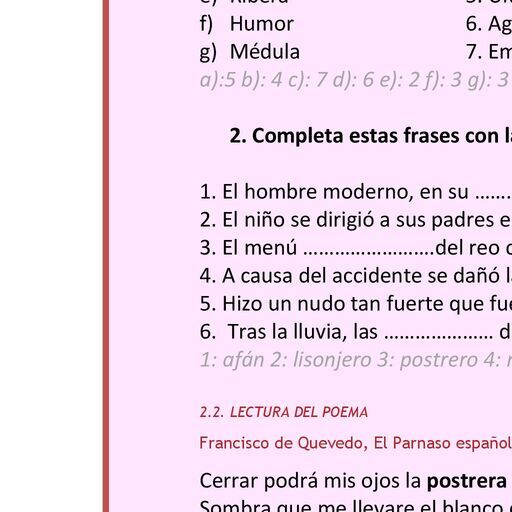 f) Humor 6. Ag
g) Médula 7. Em
a):5 b): 4 c): 7 d): 6 e): 2 f): 3 g): 3
2. Completa estas frases con l
1. El hombre moderno, en su …….
2. El niño se dirigió a sus padres e
3. El menú …………………….del reo
4. A causa del accidente se dañó l
5. Hizo un nudo tan fuerte que fue
6. Tras la lluvia, las ………………… d
1: afán 2: lisonjero 3: postrero 4:
2.2. LECTURA DEL POEMA
Francisco de Quevedo, El Parnaso español
Cerrar podrá mis ojos la postrera
Sombra que me llevare el blanco